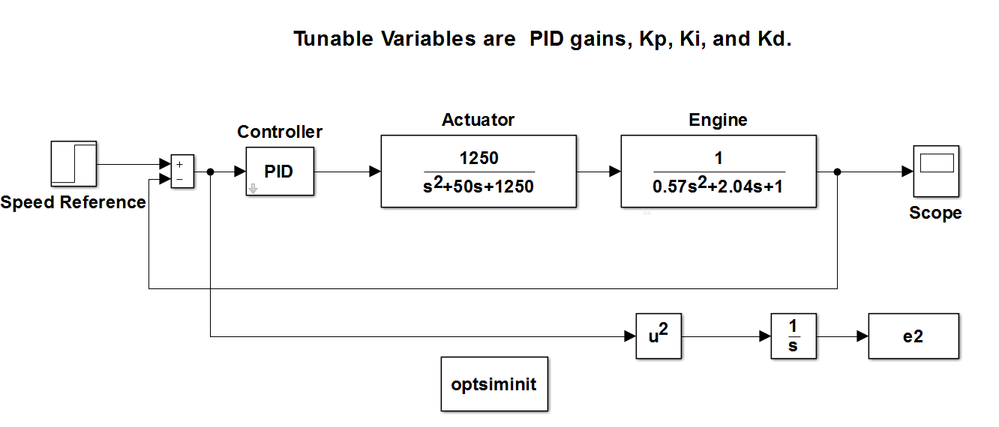 Tunable Variables are  PID gains, Kp, Ki, and Kd.
Actuator
Engine
Controller
1250
s2+50s+1250
1
0.57s2+2.04s+1
PID
+
−
Speed Reference
Scope
u2
1
s
e2
optsiminit